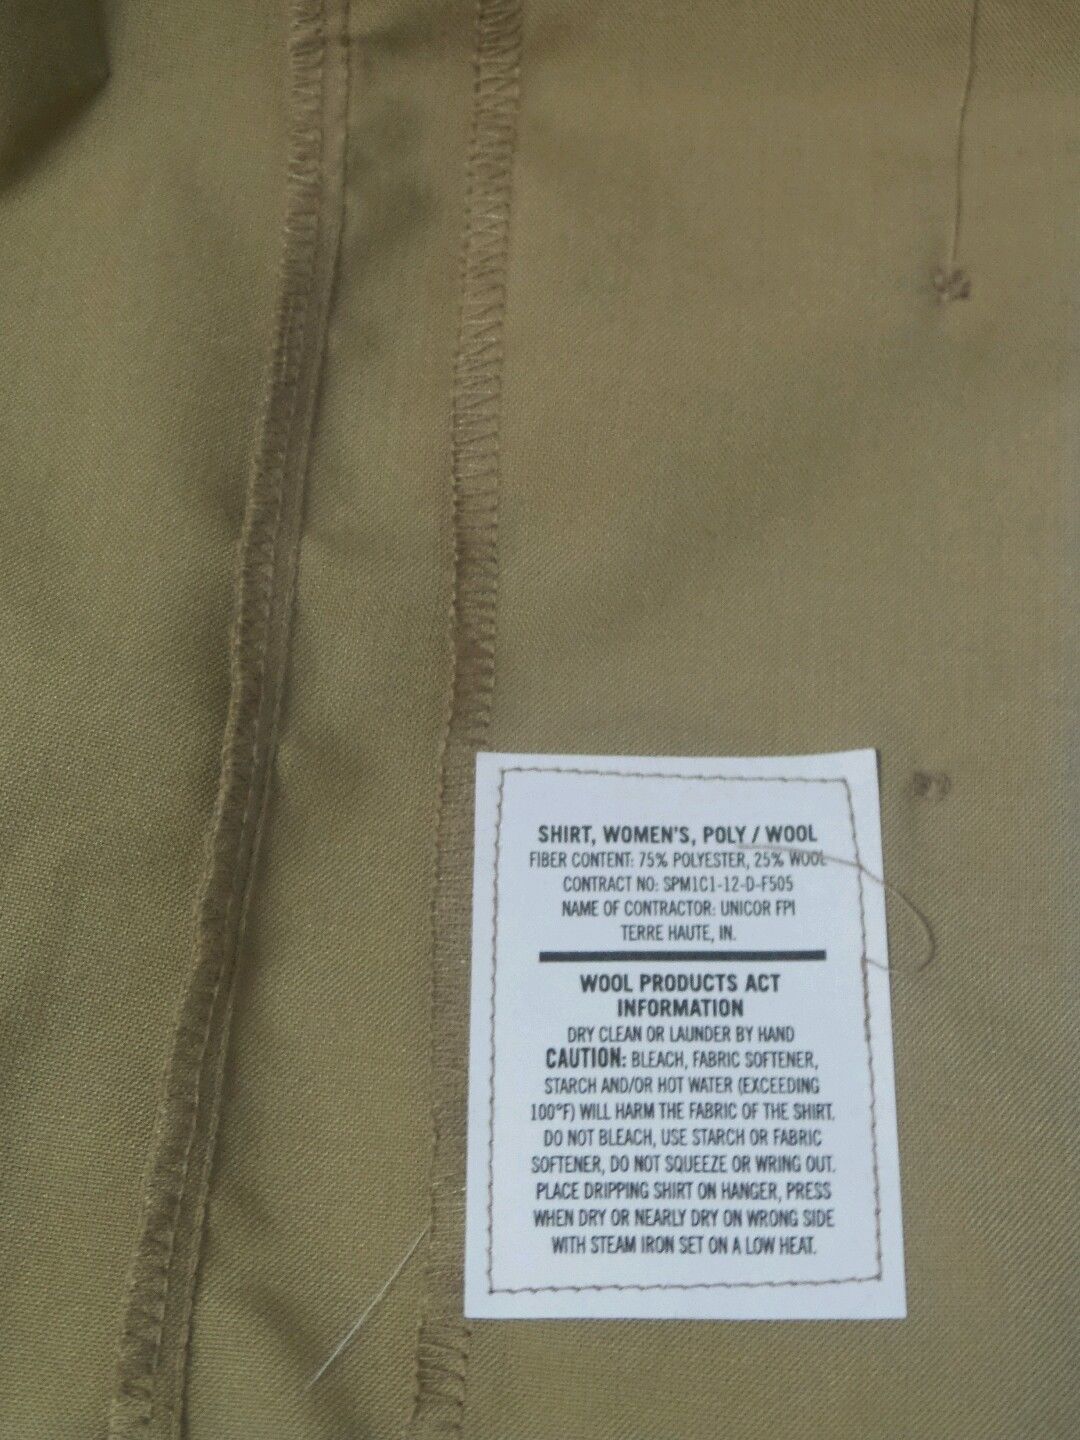 SHIRT, WOMEN'S, POLY / WOOL
FIBER CONTENT: 75% POLYESTER, 25% WOOL
CONTRACT NO: SPM1C1-12-D-F505
NAME OF CONTRACTOR: UNICOR FPI
TERRE HAUTE, IN.
WOOL PRODUCTS ACT
INFORMATION
DRY CLEAN OR LAUNDER BY HAND
CAUTION: BLEACH, FABRIC SOFTENER,
STARCH AND/OR HOT WATER (EXCEEDING
100°F) WILL HARM THE FABRIC OF THE SHIRT.
DO NOT BLEACH, USE STARCH OR FABRIC
SOFTENER, DO NOT SQUEEZE OR WRING OUT.
PLACE DRIPPING SHIRT ON HANGER, PRESS
WHEN DRY OR NEARLY DRY ON WRONG SIDE
WITH STEAM IRON SET ON A LOW HEAT.